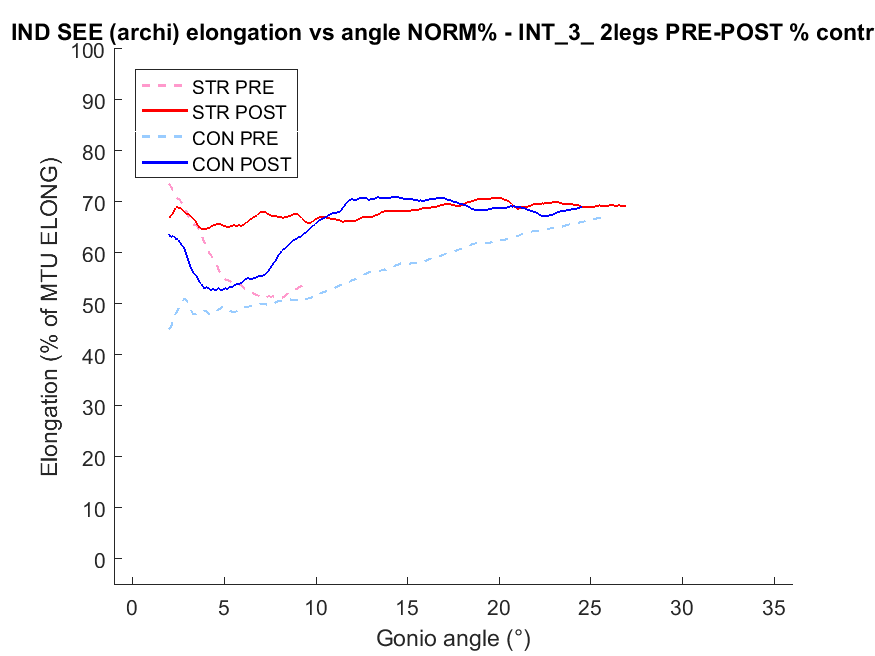 IND SEE (archi) elongation vs angle NORM% - INT_3_ 2legs PRE-POST % contr
100
90
80
70
60
50
40
30
20
10
0
Elongation (% of MTU ELONG)
STR PRE
STR POST
CON PRE
CON POST
0 5 10 15 20 25 30 35
Gonio angle (°)